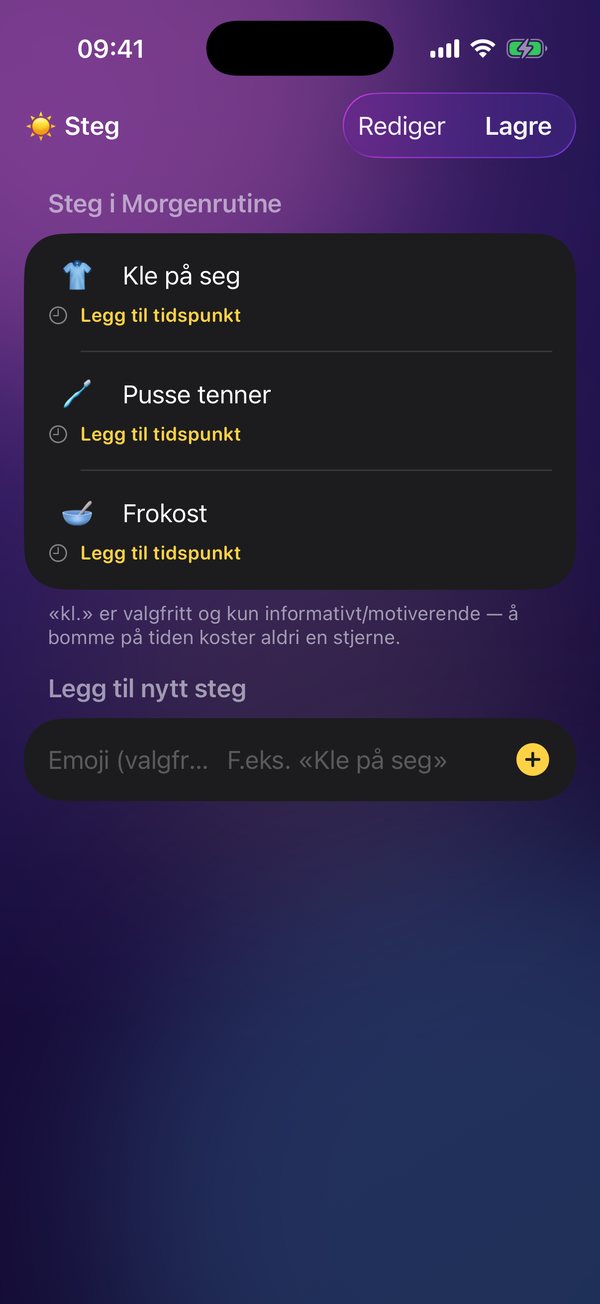 09:41
Steg
Rediger
Lagre
Steg i Morgenrutine
Kle på seg
Legg til tidspunkt
Pusse tenner
Legg til tidspunkt
Frokost
Legg til tidspunkt
«kl.» er valgfritt og kun informativt/motiverende — å
bomme på tiden koster aldri en stjerne.
Legg til nytt steg
Emoji (valgfr... F.eks. «Kle på seg»